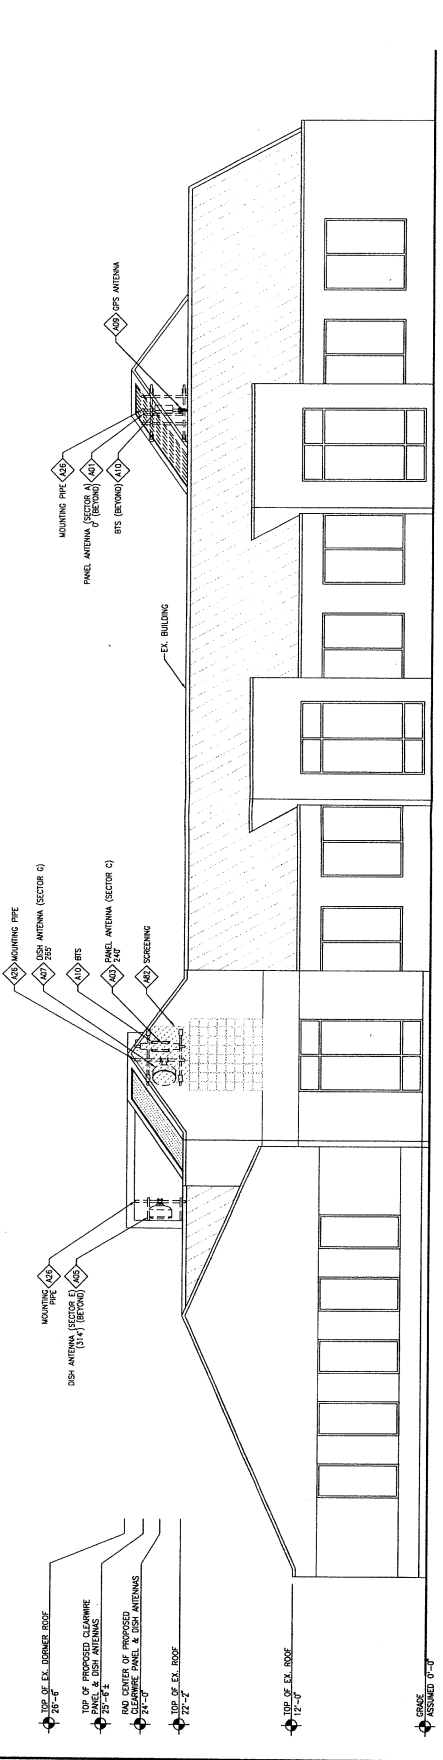 TOP OF EX. DORMER ROOF
26'-6"
TOP OF PROPOSED CLEARWIRE
PANEL & DISH ANTENNAS
25'-6"±
RAD CENTER OF PROPOSED
CLEARWIRE PANEL & DISH ANTENNAS
24'-0"
TOP OF EX. ROOF
22'-2"
TOP OF EX. ROOF
12'-0"
GRADE
ASSUMED 0'-0"
MOUNTING PIPE A26
DISH ANTENNA (SECTOR E) A05
(314°) (BEYOND)
A26 MOUNTING PIPE
A07 DISH ANTENNA (SECTOR G)
265°
A10 BTS
A03 PANEL ANTENNA (SECTOR C)
240°
A82 SCREENING
EX. BUILDING
MOUNTING PIPE A26
PANEL ANTENNA (SECTOR A) A01
0° (BEYOND)
BTS (BEYOND) A10
A09 GPS ANTENNA